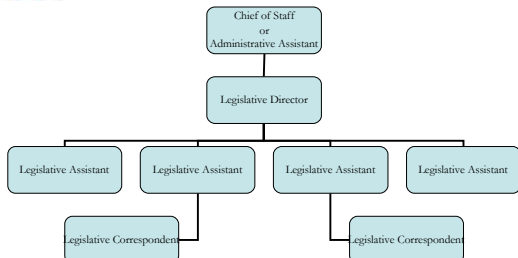 Chief of Staff
or
Administrative Assistant
Legislative Director
Legislative Assistant
Legislative Assistant
Legislative Assistant
Legislative Assistant
Legislative Correspondent
Legislative Correspondent